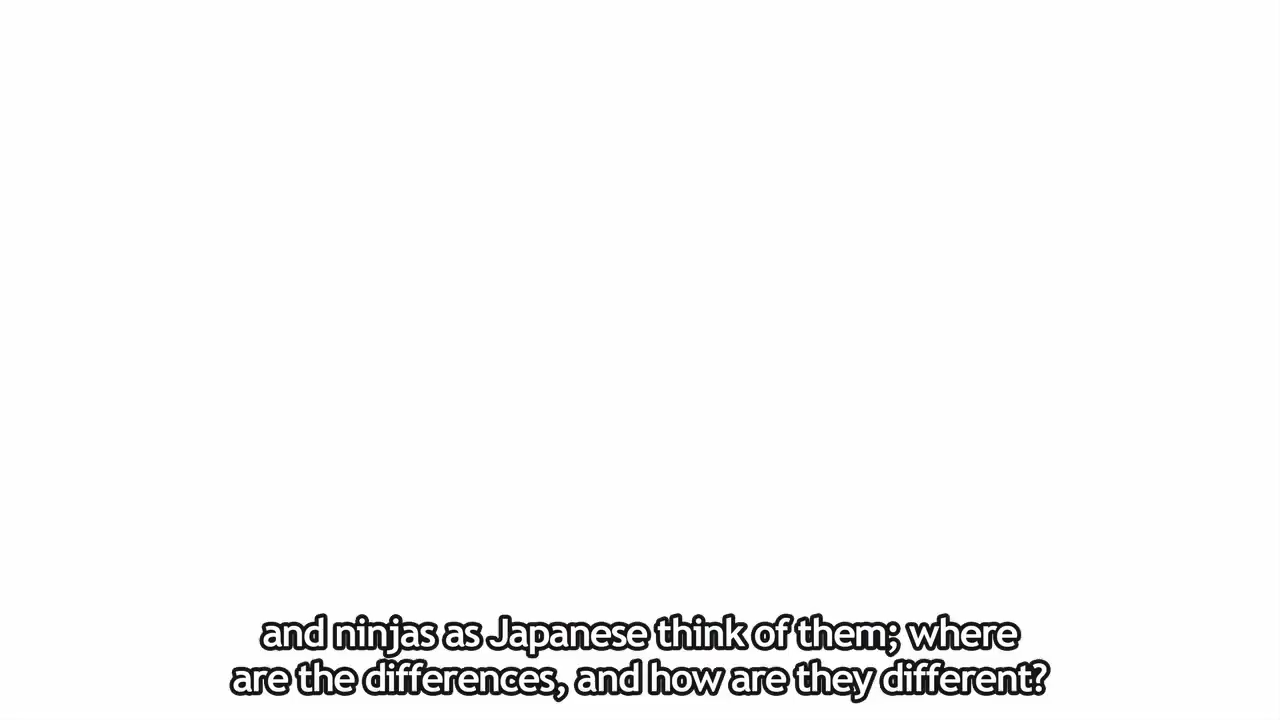 and ninjas as Japanese think of them; where
are the differences, and how are they different?